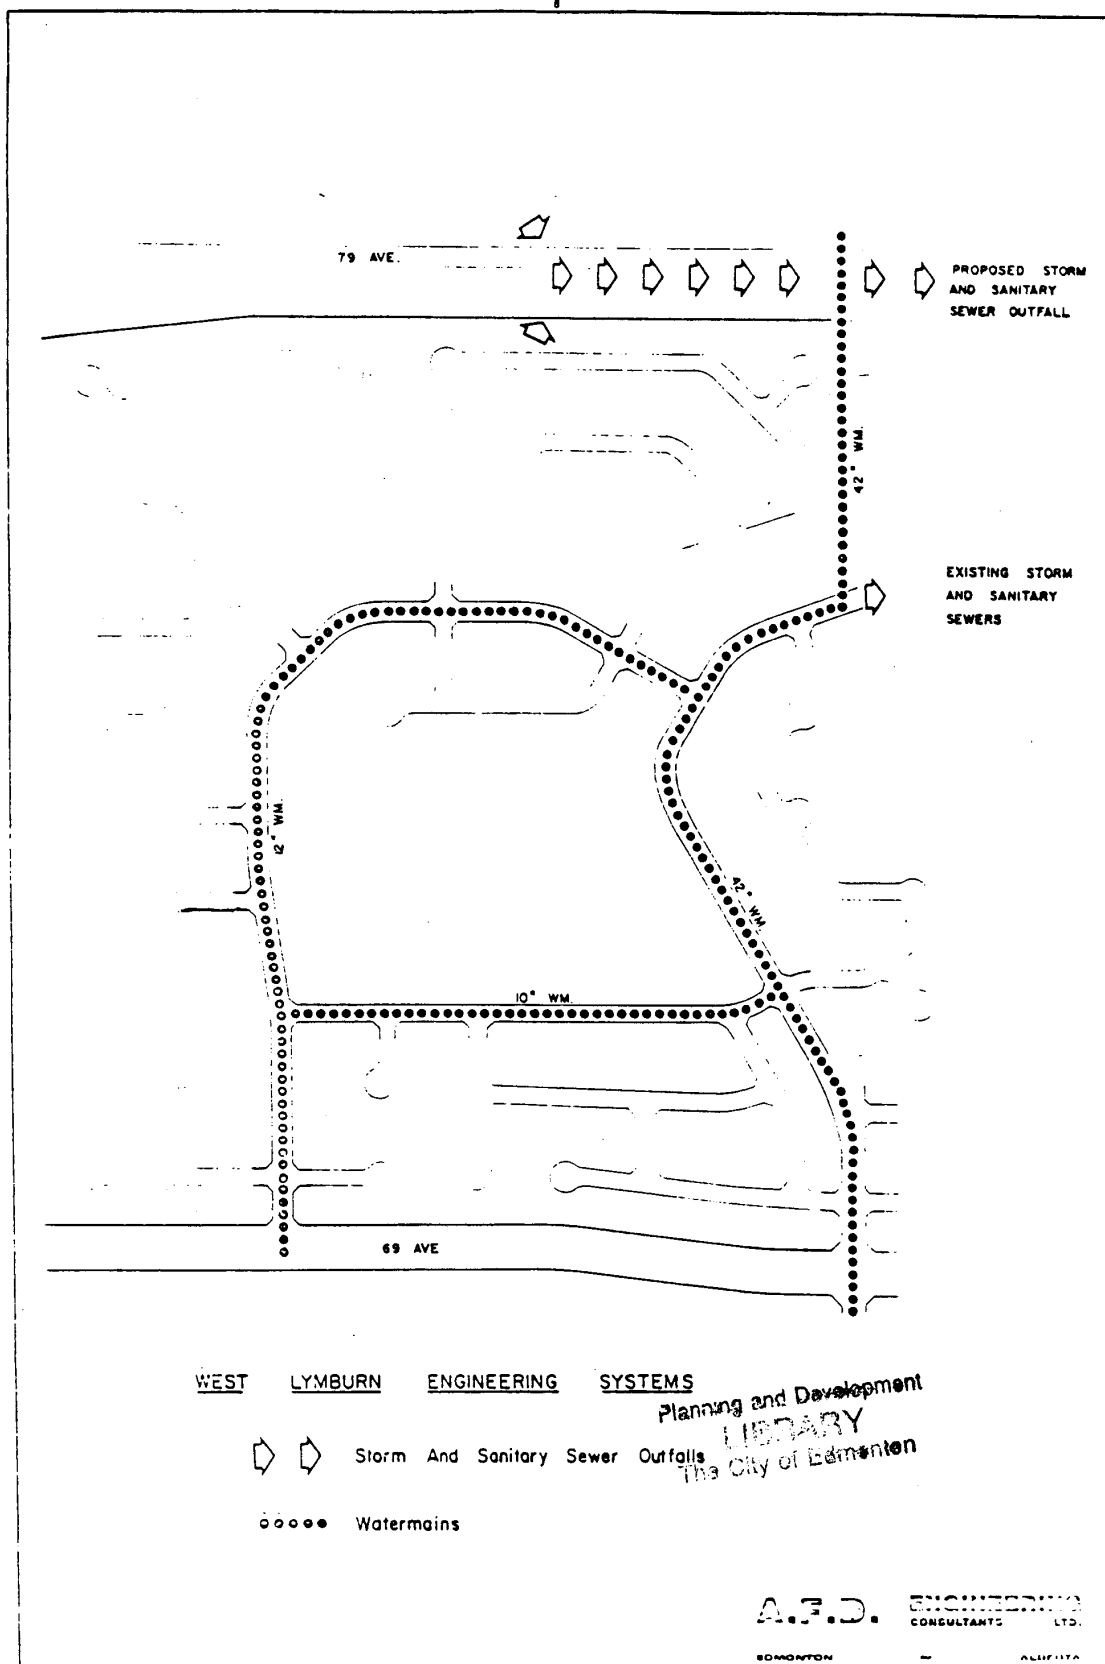 79 AVE.
PROPOSED STORM
AND SANITARY
SEWER OUTFALL
42" WM.
EXISTING STORM
AND SANITARY
SEWERS
12" WM.
42" WM.
10" WM.
69 AVE
WEST LYMBURN ENGINEERING SYSTEMS
Planning and Development
LIBRARY
The City of Edmonton
Storm And Sanitary Sewer Outfalls
Watermains
A.F.D. ENGINEERING
CONSULTANTS LTD.
EDMONTON — ALBERTA